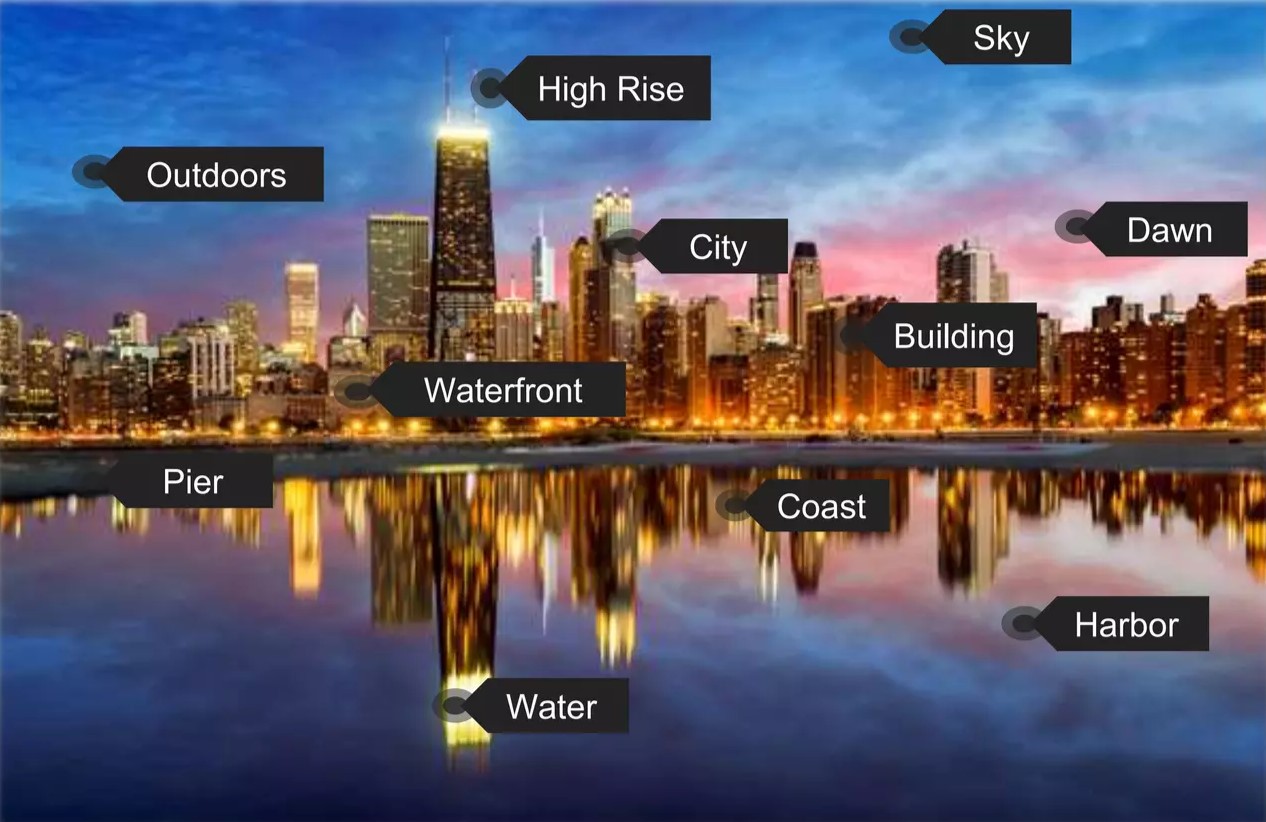 Sky
High Rise
Outdoors
Dawn
City
Building
Waterfront
Pier
Coast
Harbor
Water